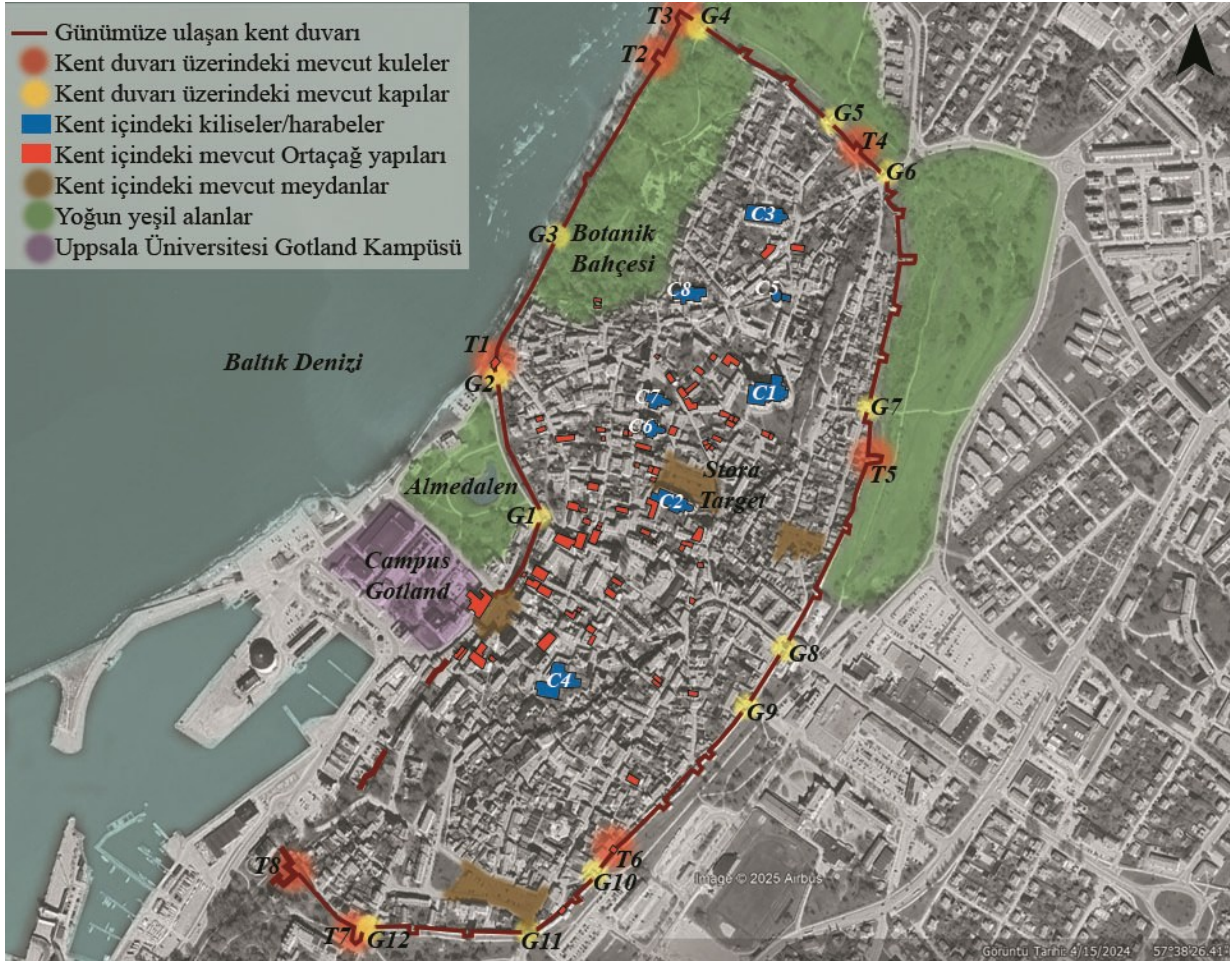 Günümüze ulaşan kent duvarı
Kent duvarı üzerindeki mevcut kuleler
Kent duvarı üzerindeki mevcut kapılar
Kent içindeki kiliseler/harabeler
Kent içindeki mevcut Ortaçağ yapıları
Kent içindeki mevcut meydanlar
Yoğun yeşil alanlar
Uppsala Üniversitesi Gotland Kampüsü
T3
G4
T2
G5
T4
G6
C3
G3
Botanik
Bahçesi
C8
C5
T1
Baltık Denizi
G2
C1
C7
G7
C6
T5
Stora
Target
Almedalen
C2
G1
Campus
Gotland
G8
C4
G9
T6
T8
G10
Image © 2025 Airbus
T7
G12
G11
Görüntü Tarihi: 4/15/2024 57°38'26.41"